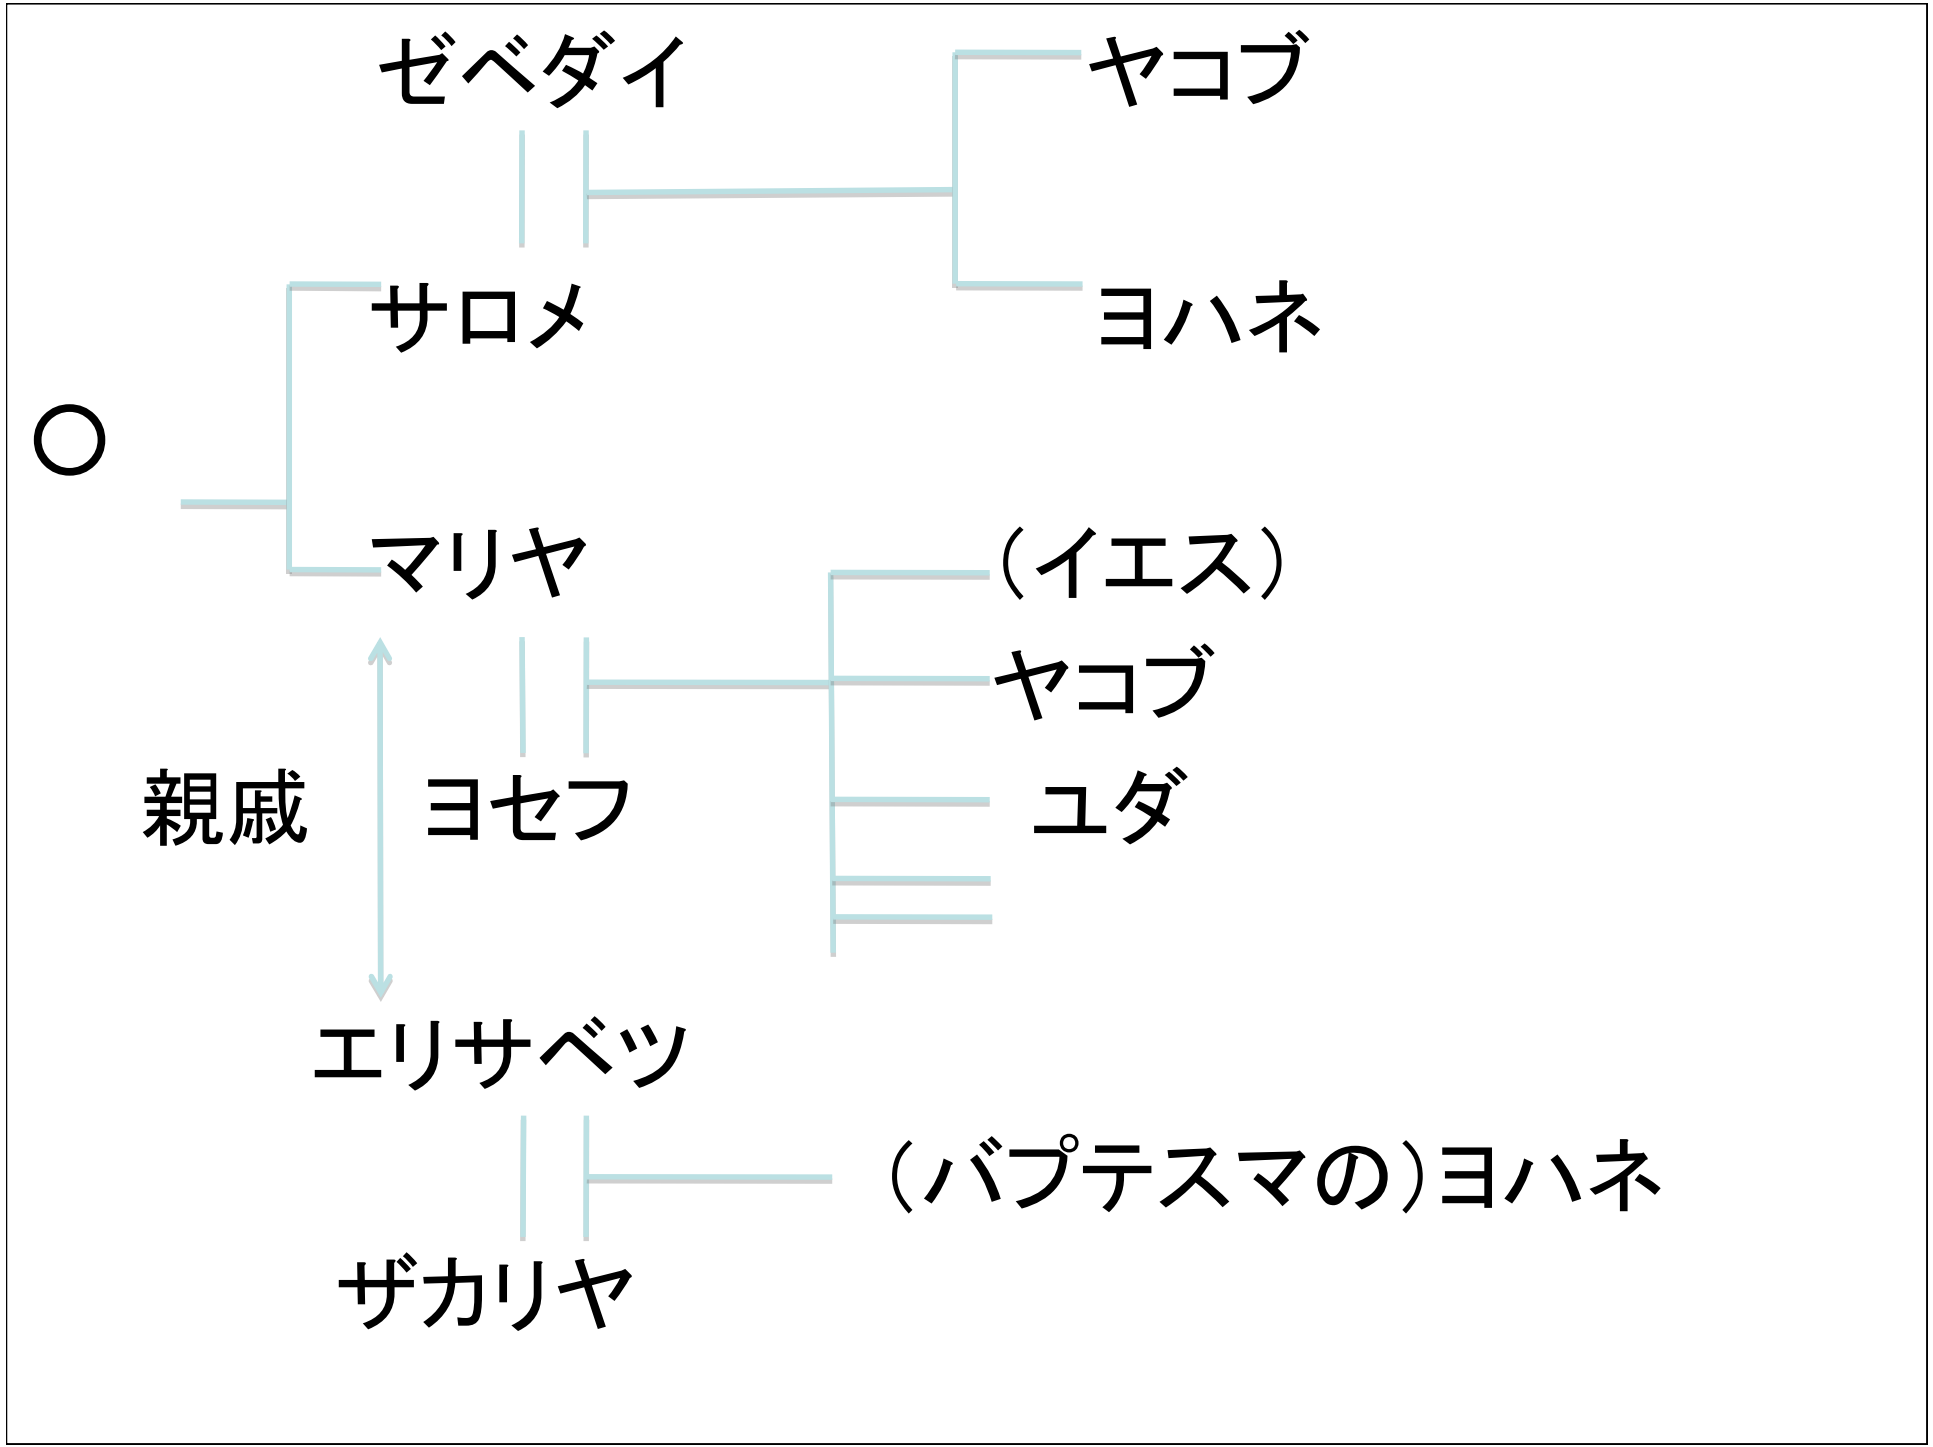 ゼベダイ
ヤコブ
サロメ
ヨハネ
○
マリヤ
（イエス）
ヤコブ
親戚
ヨセフ
ユダ
エリサベツ
（バプテスマの）ヨハネ
ザカリヤ